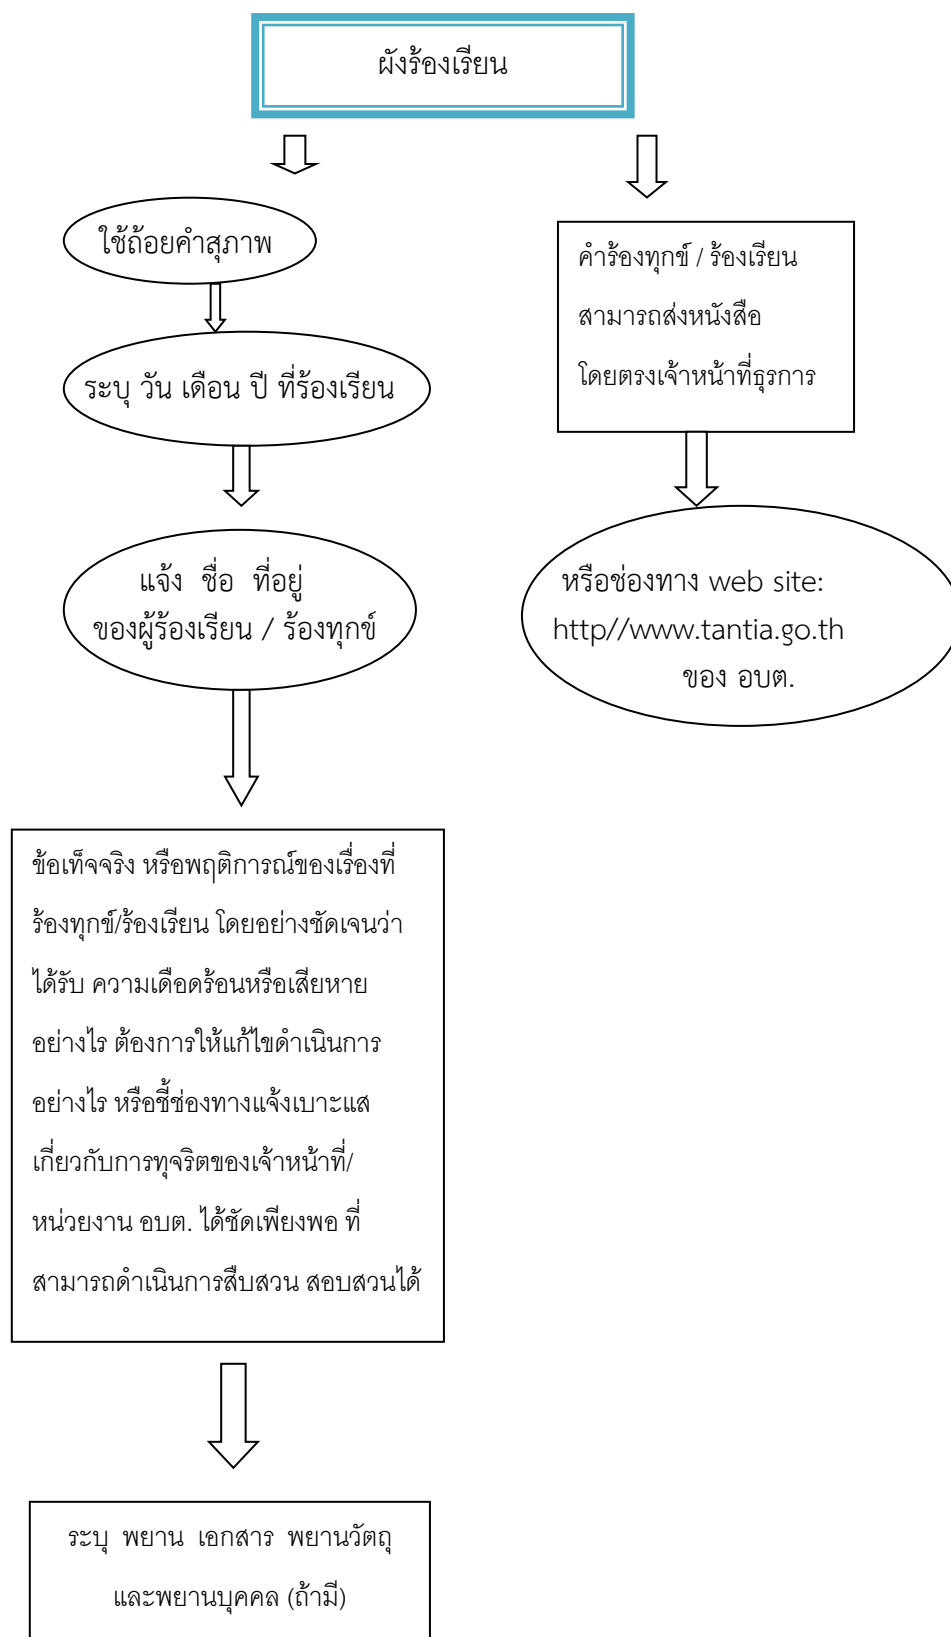 ผังร้องเรียน
ใช้ถ้อยคำสุภาพ
ระบุ วัน เดือน ปี ที่ร้องเรียน
แจ้ง ชื่อ ที่อยู่
ของผู้ร้องเรียน / ร้องทุกข์
ข้อเท็จจริง หรือพฤติการณ์ของเรื่องที่
ร้องทุกข์/ร้องเรียน โดยอย่างชัดเจนว่า
ได้รับ ความเดือดร้อนหรือเสียหาย
อย่างไร ต้องการให้แก้ไขดำเนินการ
อย่างไร หรือชี้ช่องทางแจ้งเบาะแส
เกี่ยวกับการทุจริตของเจ้าหน้าที่/
หน่วยงาน อบต. ได้ชัดเพียงพอ ที่
สามารถดำเนินการสืบสวน สอบสวนได้
ระบุ พยาน เอกสาร พยานวัตถุ
และพยานบุคคล (ถ้ามี)
คำร้องทุกข์ / ร้องเรียน
สามารถส่งหนังสือ
โดยตรงเจ้าหน้าที่ธุรการ
หรือช่องทาง web site:
http//www.tantia.go.th
ของ อบต.